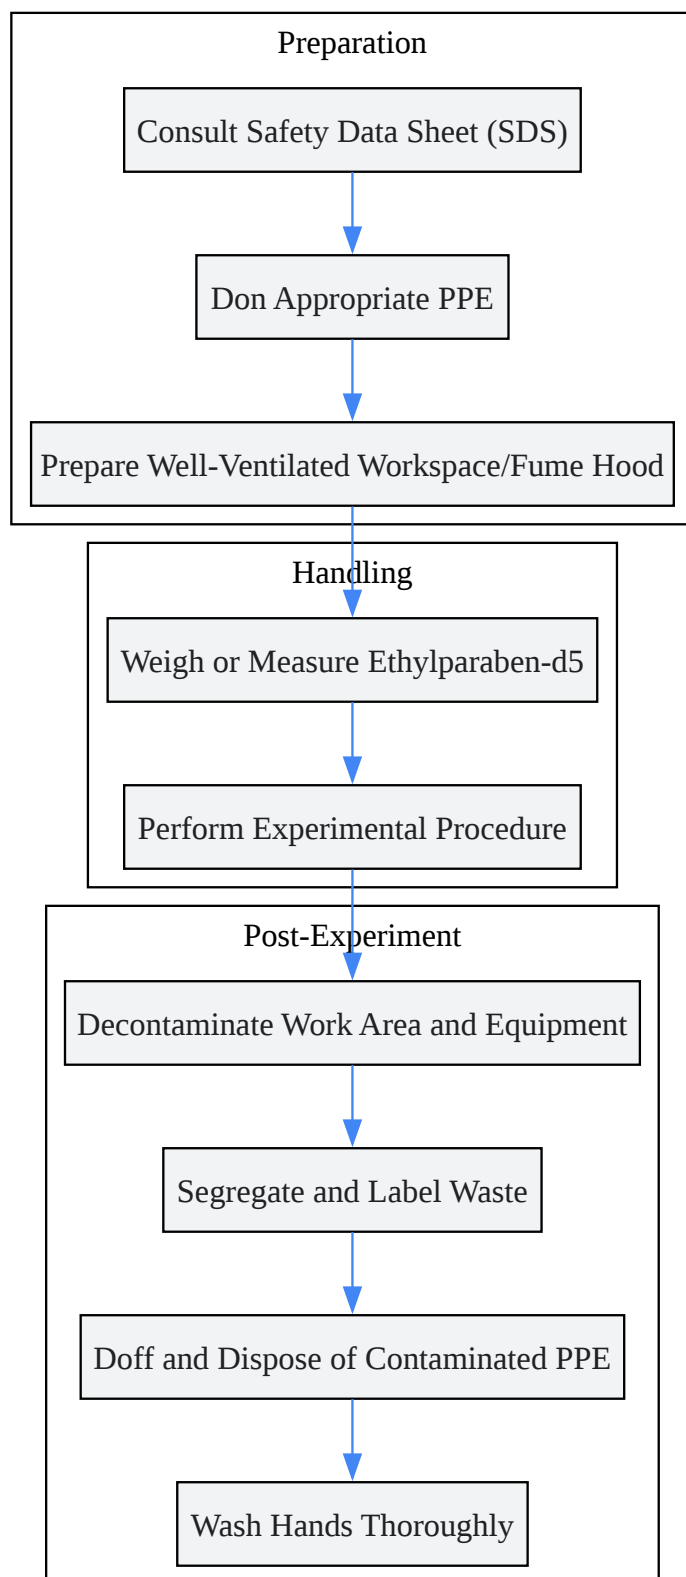 Preparation
Consult Safety Data Sheet (SDS)
Don Appropriate PPE
Prepare Well-Ventilated Workspace/Fume Hood
Handling
Weigh or Measure Ethylparaben-d5
Perform Experimental Procedure
Post-Experiment
Decontaminate Work Area and Equipment
Segregate and Label Waste
Doff and Dispose of Contaminated PPE
Wash Hands Thoroughly